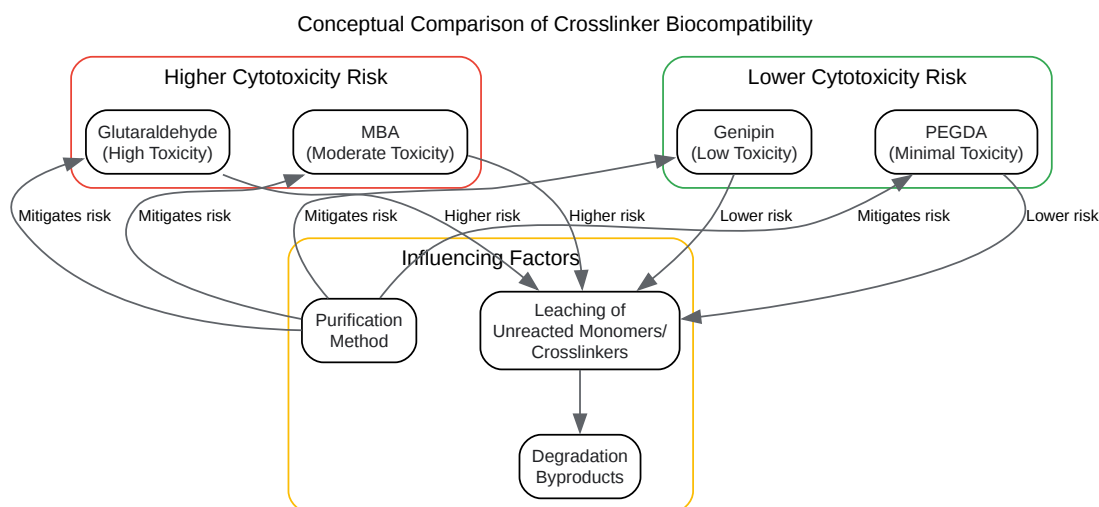 Conceptual Comparison of Crosslinker Biocompatibility
Higher Cytotoxicity Risk
Lower Cytotoxicity Risk
Glutaraldehyde
(High Toxicity)
MBA
(Moderate Toxicity)
Genipin
(Low Toxicity)
PEGDA
(Minimal Toxicity)
Mitigates risk
Mitigates risk
Mitigates risk
Higher risk
Higher risk
Lower risk
Mitigates risk
Lower risk
Influencing Factors
Purification
Method
Leaching of
Unreacted Monomers/
Crosslinkers
Degradation
Byproducts